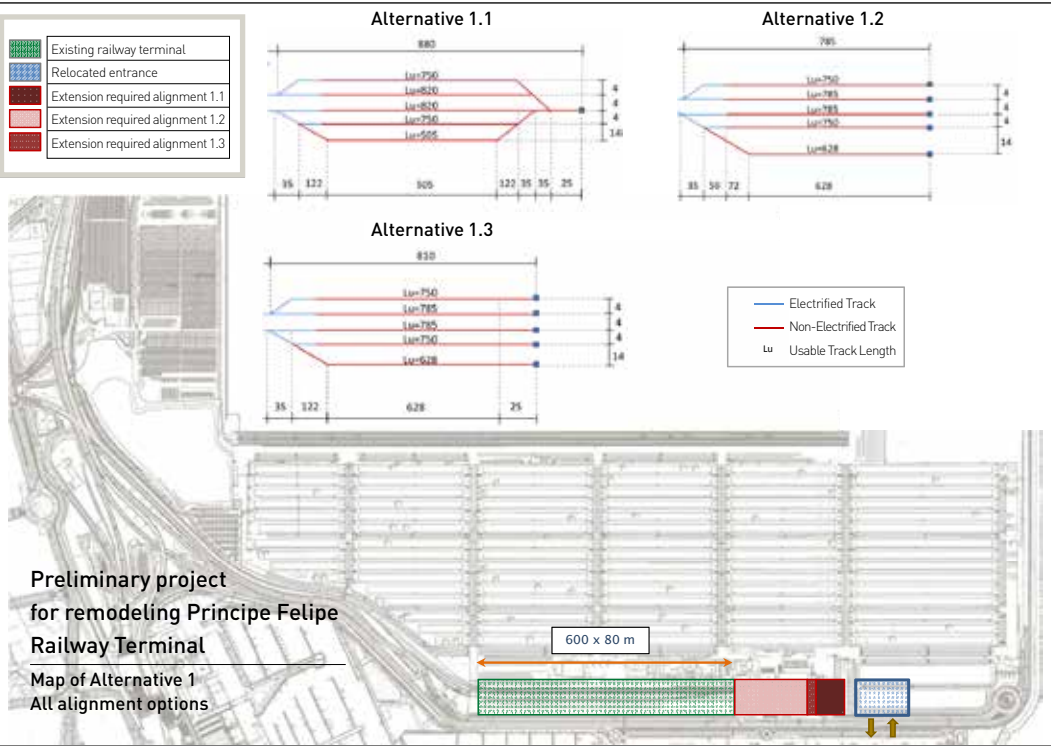 Existing railway terminal
Relocated entrance
Extension required alignment 1.1
Extension required alignment 1.2
Extension required alignment 1.3
Alternative 1.1
880
Lu=750
Lu=820
Lu=820
Lu=750
Lu=505
4
4
4
14
35 122 505 122 35 35 25
Alternative 1.2
785
Lu=750
Lu=785
Lu=785
Lu=750
Lu=628
4
4
4
14
35 50 72 628
Alternative 1.3
810
Lu=750
Lu=785
Lu=785
Lu=750
Lu=628
4
4
4
14
35 122 628 25
Electrified Track
Non-Electrified Track
Lu Usable Track Length
600 x 80 m
Preliminary project
for remodeling Principe Felipe
Railway Terminal
Map of Alternative 1
All alignment options